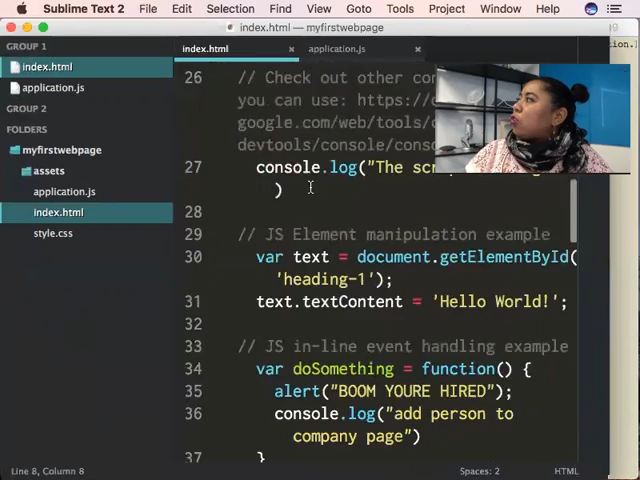 Sublime Text 2 File Edit Selection Find View Goto Tools Project Window Help
index.html — myfirstwebpage
GROUP 1
index.html
application.js
GROUP 2
FOLDERS
myfirstwebpage
assets
application.js
index.html
style.css
index.html × application.js ×
26 // Check out other con
you can use: https://d
google.com/web/tools/c
devtools/console/conso
27 console.log("The scr
)
28
29 // JS Element manipulation example
30 var text = document.getElementById(
'heading-1');
31 text.textContent = 'Hello World!';
32
33 // JS in-line event handling example
34 var doSomething = function() {
35 alert("BOOM YOURE HIRED");
36 console.log("add person to
company page")
37 }
Line 8, Column 8 Spaces: 2 HTML